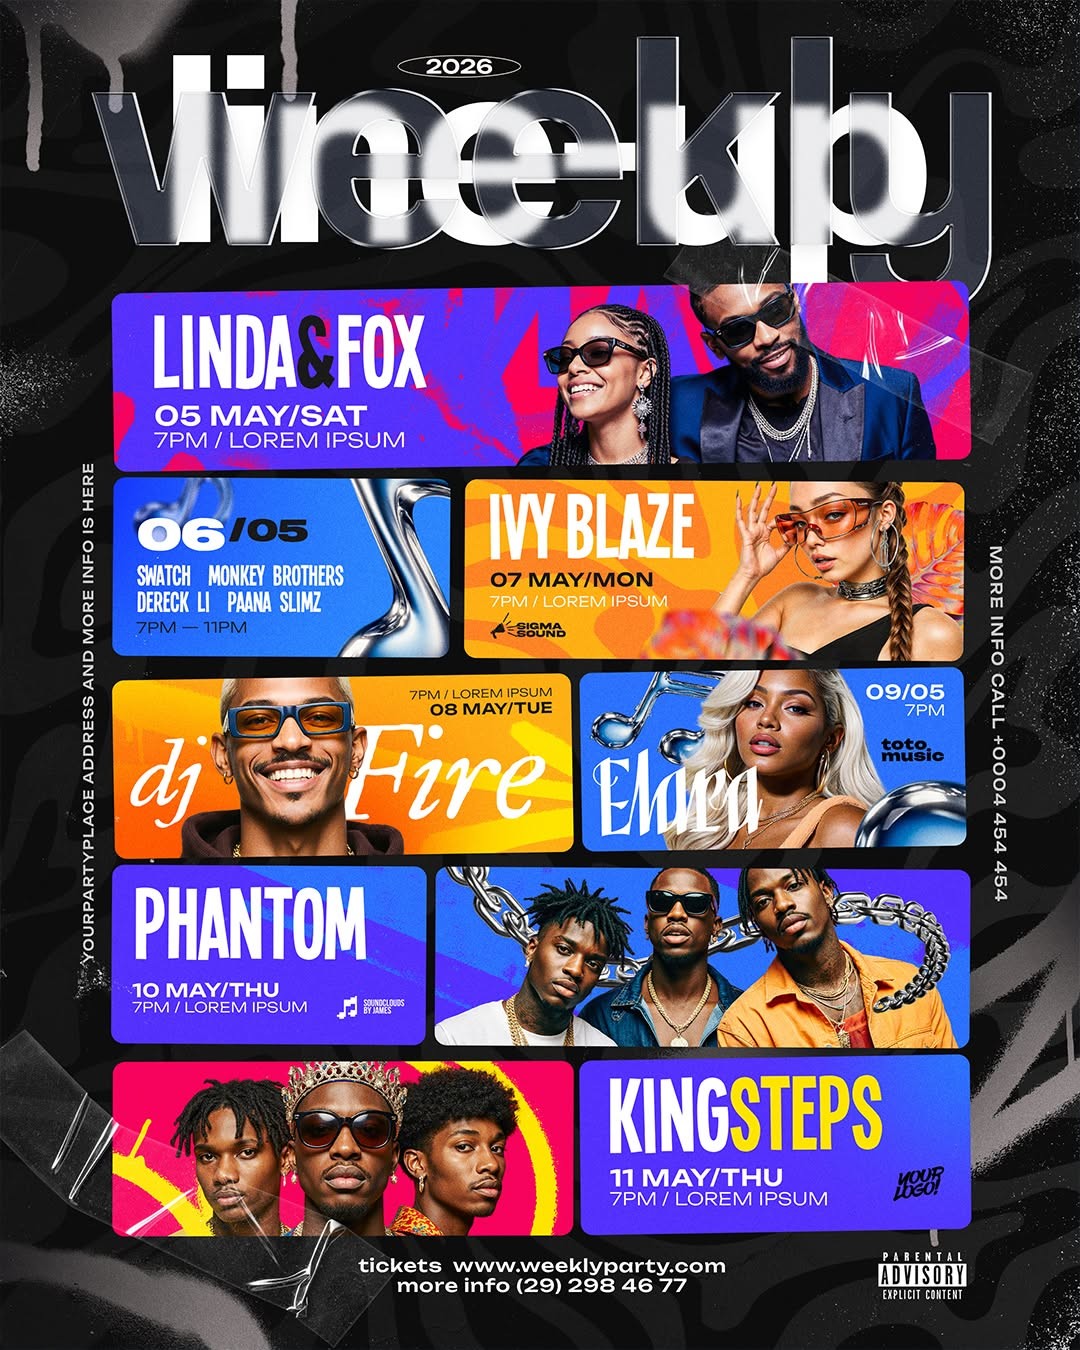 2026
Weekly
line-up
LINDA&FOX
05 MAY/SAT
7PM / LOREM IPSUM
06/05
SWATCH MONKEY BROTHERS
DERECK LI PAANA SLIMZ
7PM — 11PM
IVY BLAZE
07 MAY/MON
7PM / LOREM IPSUM
SIGMA
SOUND
7PM / LOREM IPSUM
08 MAY/TUE
dj Fire
09/05
7PM
toto
music
Elara
PHANTOM
10 MAY/THU
7PM / LOREM IPSUM
SOUNDCLOUDS
BY JAMES
KINGSTEPS
11 MAY/THU
7PM / LOREM IPSUM
YOUR
LOGO!
YOURPARTYPLACE ADDRESS AND MORE INFO IS HERE
MORE INFO CALL +0004 454 454
tickets www.weeklyparty.com
more info (29) 298 46 77
PARENTAL
ADVISORY
EXPLICIT CONTENT